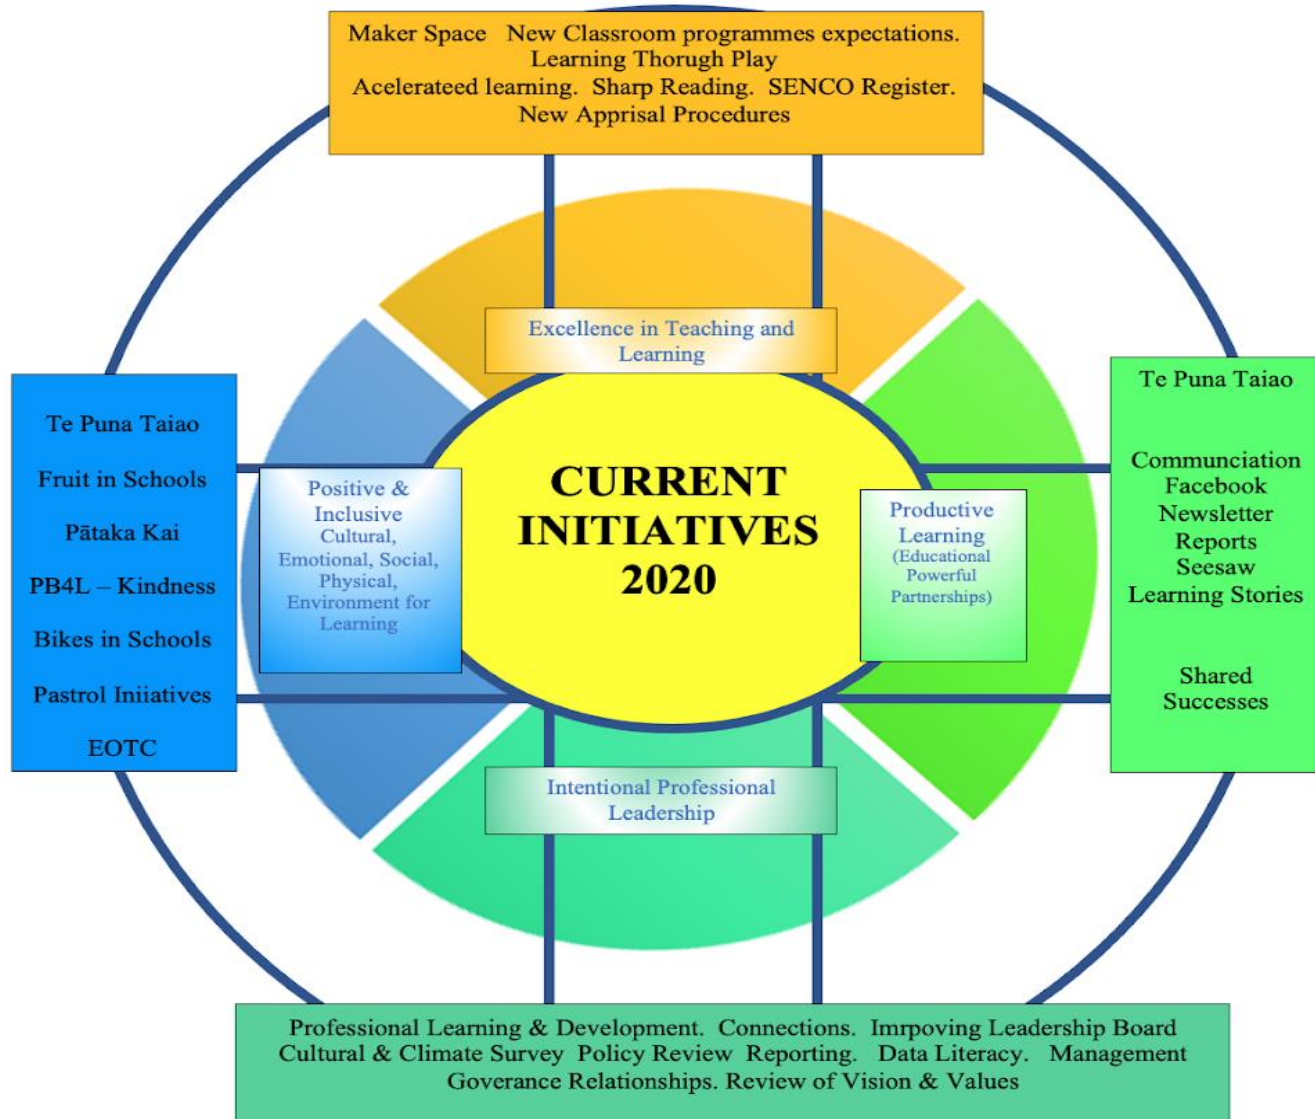 Maker Space New Classroom programmes expectations.
Learning Thorugh Play
Acelerateed learning. Sharp Reading. SENCO Register.
New Apprisal Procedures
Excellence in Teaching and
Learning
Te Puna Taiao
Fruit in Schools
Pātaka Kai
PB4L – Kindness
Bikes in Schools
Pastrol Iniiatives
EOTC
Positive &
Inclusive
Cultural,
Emotional, Social,
Physical,
Environment for
Learning
CURRENT
INITIATIVES
2020
Productive
Learning
(Educational
Powerful
Partnerships)
Te Puna Taiao
Communciation
Facebook
Newsletter
Reports
Seesaw
Learning Stories
Shared
Successes
Intentional Professional
Leadership
Professional Learning & Development. Connections. Imrpoving Leadership Board
Cultural & Climate Survey Policy Review Reporting. Data Literacy. Management
Goverance Relationships. Review of Vision & Values